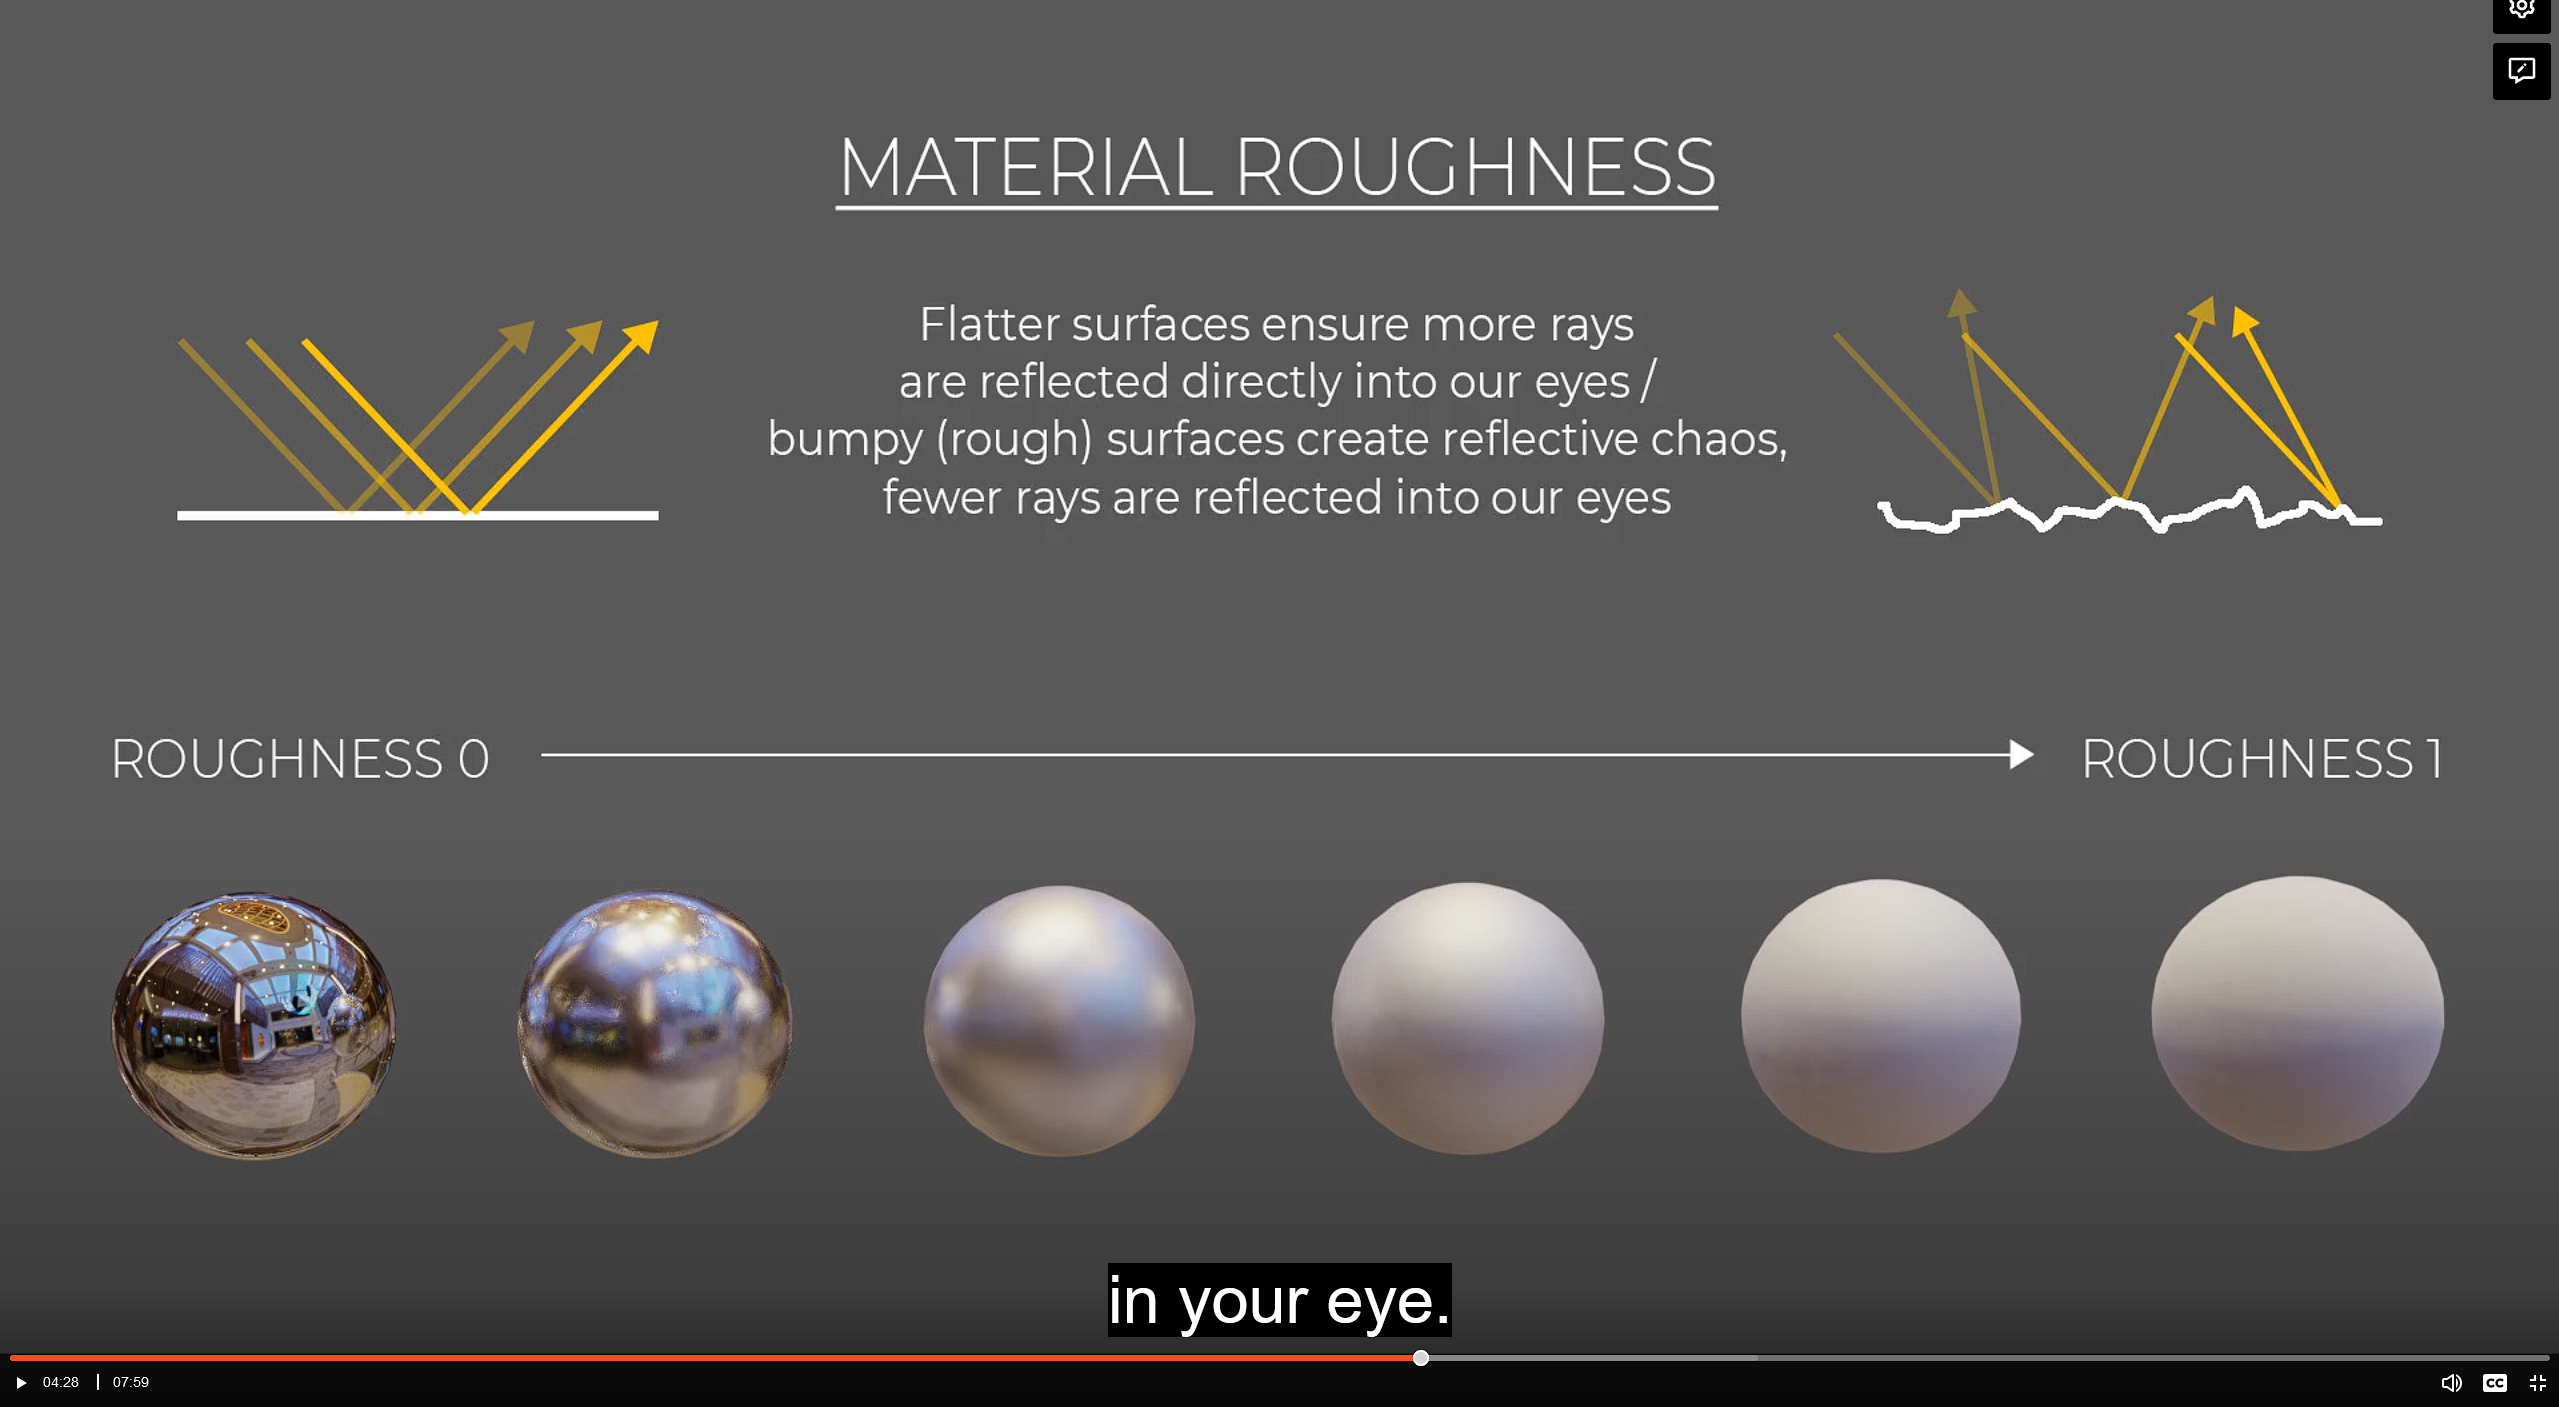 MATERIAL ROUGHNESS
Flatter surfaces ensure more rays
are reflected directly into our eyes /
bumpy (rough) surfaces create reflective chaos,
fewer rays are reflected into our eyes
ROUGHNESS 0
ROUGHNESS 1
in your eye.
04:28
07:59
CC